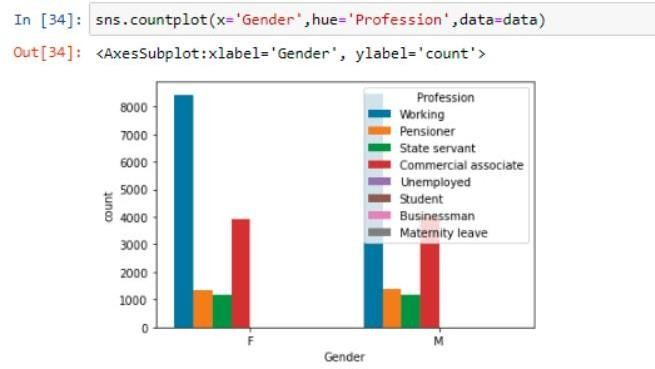 In [34]: sns.countplot(x='Gender',hue='Profession',data=data)
Out[34]: <AxesSubplot:xlabel='Gender', ylabel='count'>
Profession
Working
Pensioner
State servant
Commercial associate
Unemployed
Student
Businessman
Maternity leave
8000
7000
6000
5000
4000
3000
2000
1000
0
count
F M
Gender